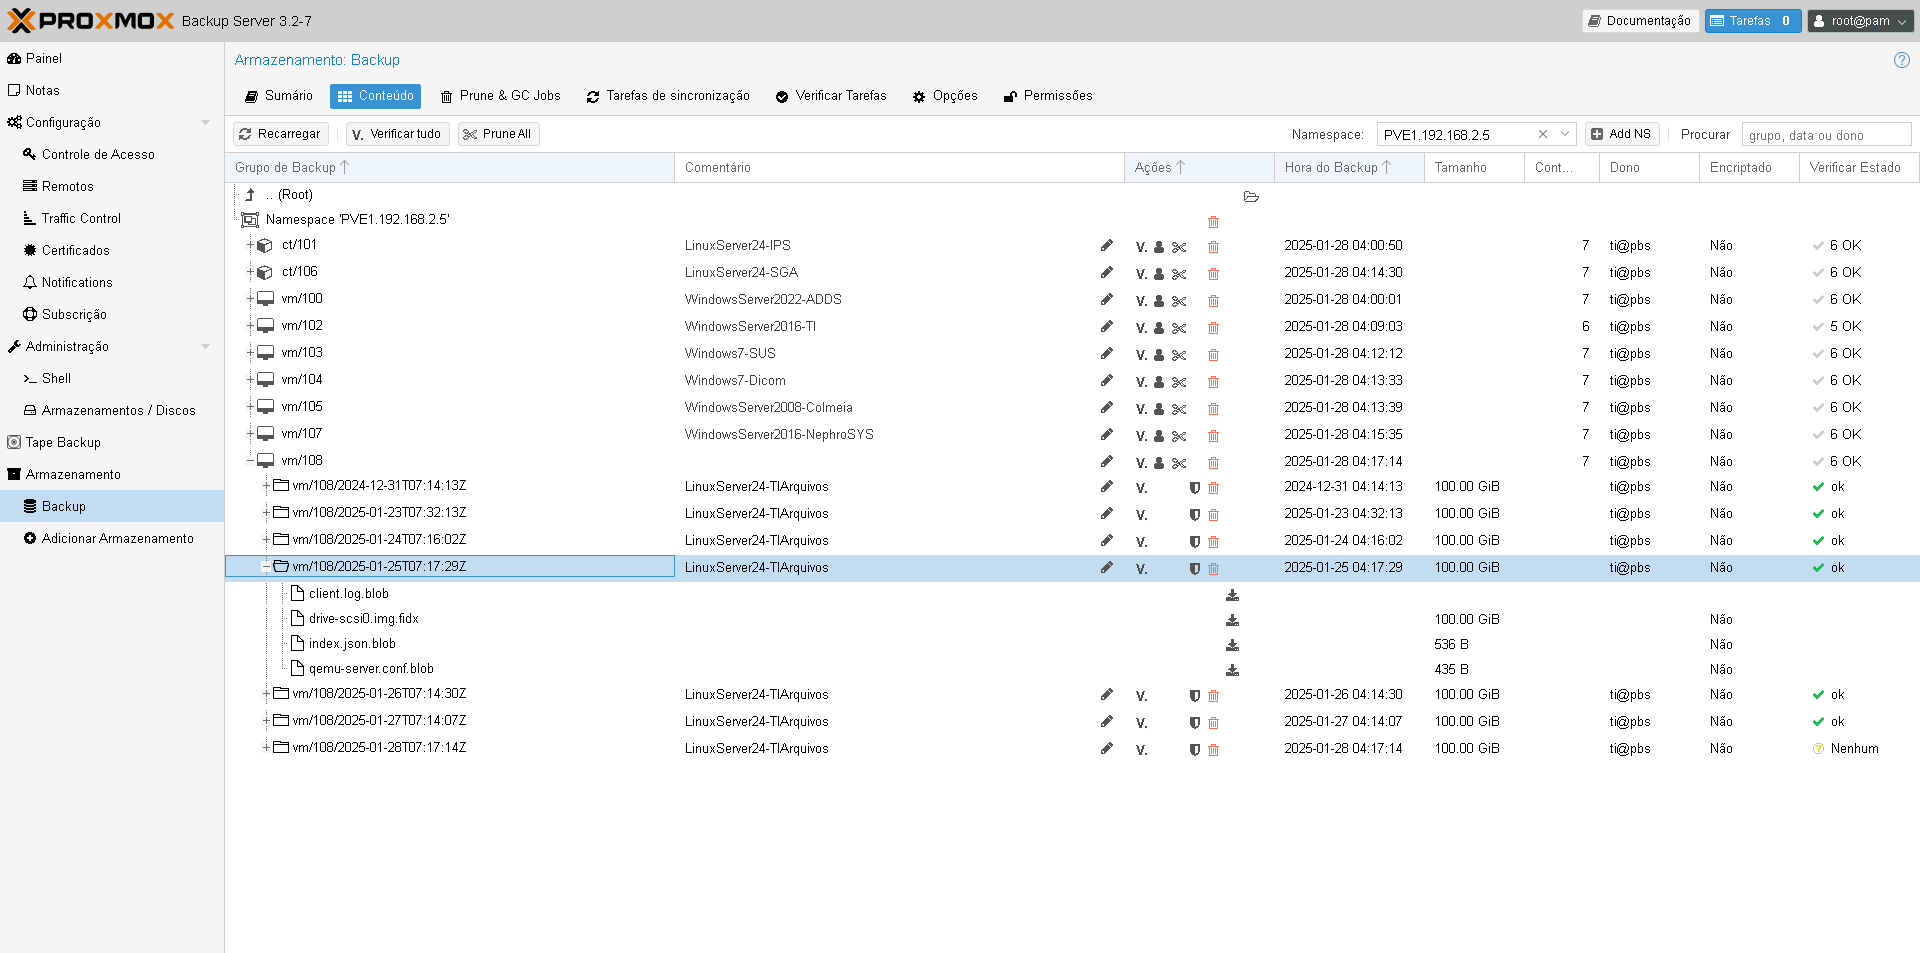 PROXMOX Backup Server 3.2-7
Documentação
Tarefas 0
root@pam
Painel
Notas
Configuração
Controle de Acesso
Remotos
Traffic Control
Certificados
Notifications
Subscrição
Administração
Shell
Armazenamentos / Discos
Tape Backup
Armazenamento
Backup
Adicionar Armazenamento
Armazenamento: Backup
Sumário Conteúdo Prune & GC Jobs Tarefas de sincronização Verificar Tarefas Opções Permissões
Recarregar V. Verificar tudo Prune All Namespace: PVE1.192.168.2.5 Add NS Procurar grupo, data ou dono
Grupo de Backup Comentário Ações Hora do Backup Tamanho Cont... Dono Encriptado Verificar Estado
.. (Root)
Namespace 'PVE1.192.168.2.5'
ct/101 LinuxServer24-IPS V. 2025-01-28 04:00:50 7 ti@pbs Não 6 OK
ct/106 LinuxServer24-SGA V. 2025-01-28 04:14:30 7 ti@pbs Não 6 OK
vm/100 WindowsServer2022-ADDS V. 2025-01-28 04:00:01 7 ti@pbs Não 6 OK
vm/102 WindowsServer2016-TI V. 2025-01-28 04:09:03 6 ti@pbs Não 5 OK
vm/103 Windows7-SUS V. 2025-01-28 04:12:12 7 ti@pbs Não 6 OK
vm/104 Windows7-Dicom V. 2025-01-28 04:13:33 7 ti@pbs Não 6 OK
vm/105 WindowsServer2008-Colmeia V. 2025-01-28 04:13:39 7 ti@pbs Não 6 OK
vm/107 WindowsServer2016-NephroSYS V. 2025-01-28 04:15:35 7 ti@pbs Não 6 OK
vm/108 V. 2025-01-28 04:17:14 7 ti@pbs Não 6 OK
vm/108/2024-12-31T07:14:13Z LinuxServer24-TIArquivos V. 2024-12-31 04:14:13 100.00 GiB ti@pbs Não ok
vm/108/2025-01-23T07:32:13Z LinuxServer24-TIArquivos V. 2025-01-23 04:32:13 100.00 GiB ti@pbs Não ok
vm/108/2025-01-24T07:16:02Z LinuxServer24-TIArquivos V. 2025-01-24 04:16:02 100.00 GiB ti@pbs Não ok
vm/108/2025-01-25T07:17:29Z LinuxServer24-TIArquivos V. 2025-01-25 04:17:29 100.00 GiB ti@pbs Não ok
client.log.blob
drive-scsi0.img.fidx 100.00 GiB Não
index.json.blob 536 B Não
qemu-server.conf.blob 435 B Não
vm/108/2025-01-26T07:14:30Z LinuxServer24-TIArquivos V. 2025-01-26 04:14:30 100.00 GiB ti@pbs Não ok
vm/108/2025-01-27T07:14:07Z LinuxServer24-TIArquivos V. 2025-01-27 04:14:07 100.00 GiB ti@pbs Não ok
vm/108/2025-01-28T07:17:14Z LinuxServer24-TIArquivos V. 2025-01-28 04:17:14 100.00 GiB ti@pbs Não Nenhum